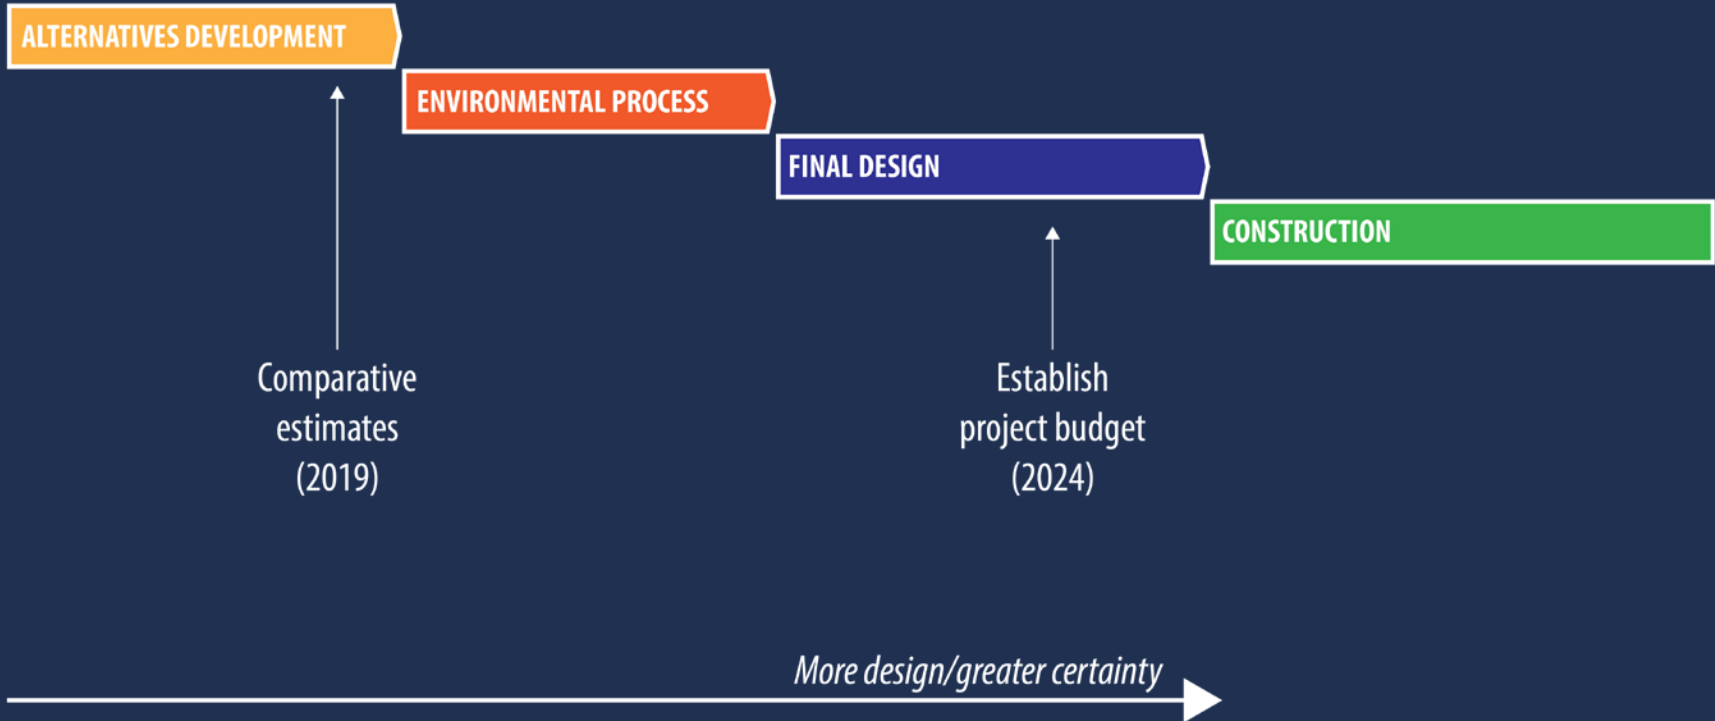 ALTERNATIVES DEVELOPMENT
ENVIRONMENTAL PROCESS
FINAL DESIGN
CONSTRUCTION
Comparative
estimates
(2019)
Establish
project budget
(2024)
More design/greater certainty